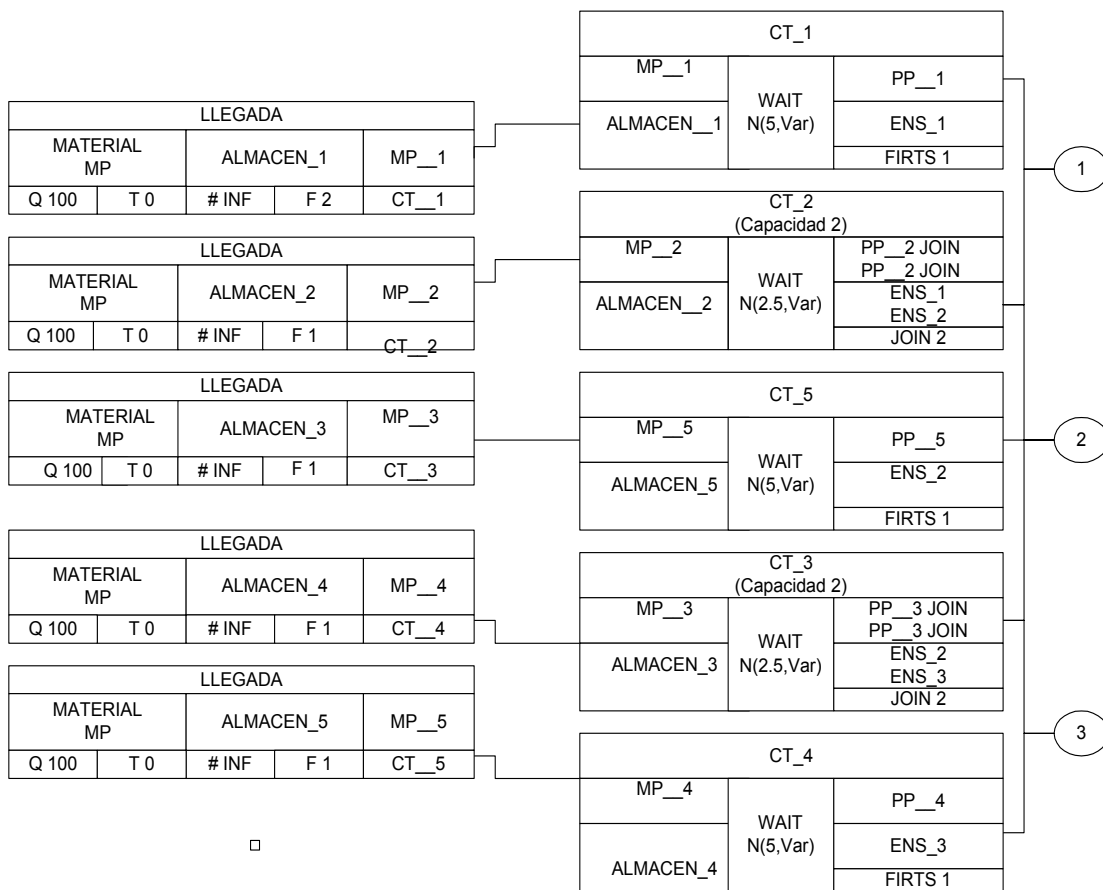 LLEGADA
MATERIAL
MP
ALMACEN_1
MP__1
Q 100
T 0
# INF
F 2
CT__1
LLEGADA
MATERIAL
MP
ALMACEN_2
MP__2
Q 100
T 0
# INF
F 1
CT__2
LLEGADA
MATERIAL
MP
ALMACEN_3
MP__3
Q 100
T 0
# INF
F 1
CT__3
LLEGADA
MATERIAL
MP
ALMACEN_4
MP__4
Q 100
T 0
# INF
F 1
CT__4
LLEGADA
MATERIAL
MP
ALMACEN_5
MP__5
Q 100
T 0
# INF
F 1
CT__5
CT_1
MP__1
ALMACEN__1
WAIT
N(5,Var)
PP__1
ENS_1
FIRTS 1
CT_2
(Capacidad 2)
MP__2
ALMACEN__2
WAIT
N(2.5,Var)
PP__2 JOIN
PP__2 JOIN
ENS_1
ENS_2
JOIN 2
CT_5
MP__5
ALMACEN_5
WAIT
N(5,Var)
PP__5
ENS_2
FIRTS 1
CT_3
(Capacidad 2)
MP__3
ALMACEN_3
WAIT
N(2.5,Var)
PP__3 JOIN
PP__3 JOIN
ENS_2
ENS_3
JOIN 2
CT_4
MP__4
ALMACEN_4
WAIT
N(5,Var)
PP__4
ENS_3
FIRTS 1
1
2
3